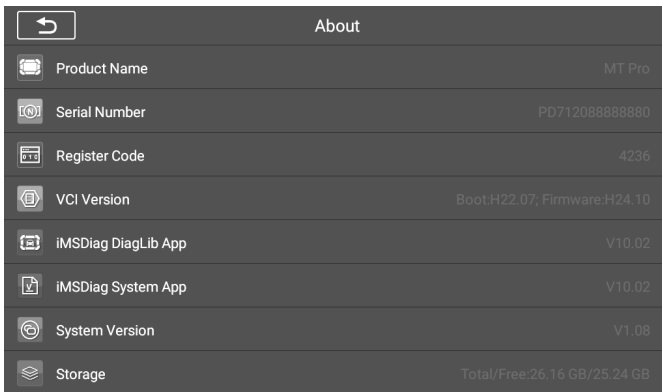 About
Product Name MT Pro
Serial Number PD712088888880
Register Code 4236
VCI Version Boot:H22.07; Firmware:H24.10
iMSDiag DiagLib App V10.02
iMSDiag System App V10.02
System Version V1.08
Storage Total/Free:26.16 GB/25.24 GB